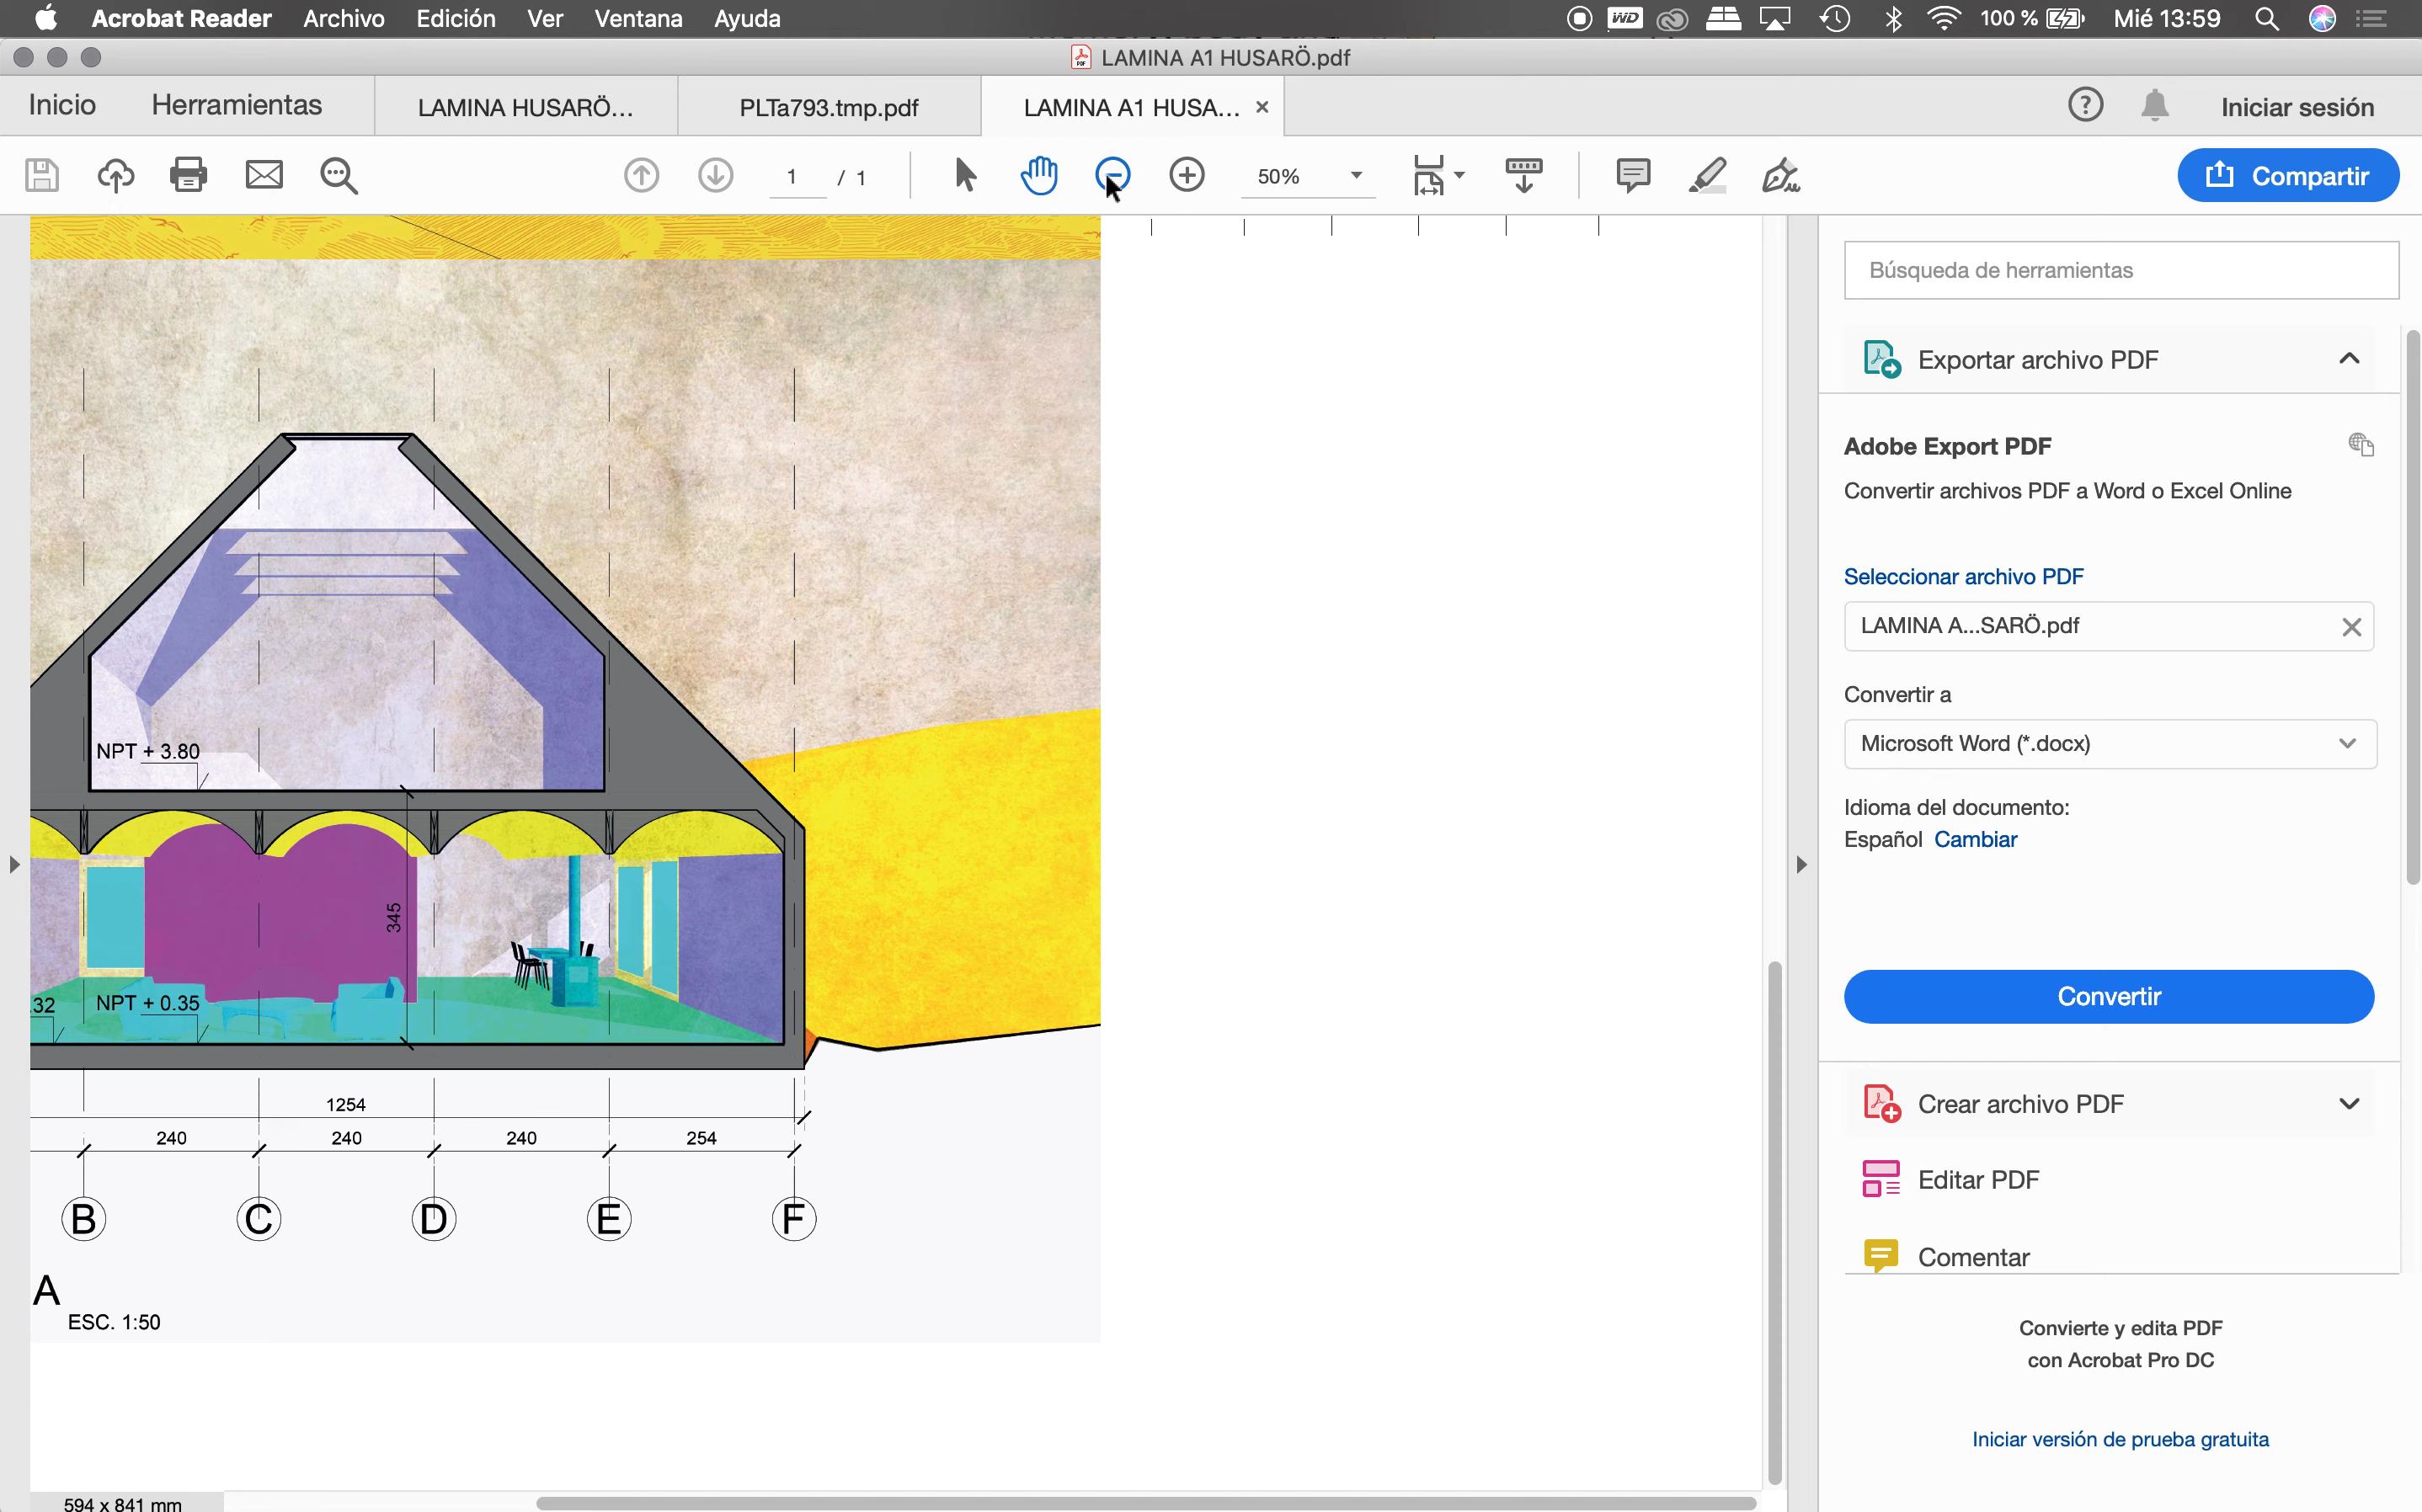 Acrobat Reader Archivo Edición Ver Ventana Ayuda WD 100 % Mié 13:59
LAMINA A1 HUSARÖ.pdf
Inicio Herramientas LAMINA HUSARÖ... PLTa793.tmp.pdf LAMINA A1 HUSA... × Iniciar sesión
1 / 1 50% Compartir
Búsqueda de herramientas
Exportar archivo PDF
Adobe Export PDF
Convertir archivos PDF a Word o Excel Online
Seleccionar archivo PDF
LAMINA A...SARÖ.pdf
Convertir a
Microsoft Word (*.docx)
Idioma del documento:
Español Cambiar
Convertir
Crear archivo PDF
Editar PDF
Comentar
Convierte y edita PDF
con Acrobat Pro DC
Iniciar versión de prueba gratuita
NPT + 3.80
345
.32 NPT + 0.35
1254
240 240 240 254
B C D E F
A
ESC. 1:50
594 x 841 mm